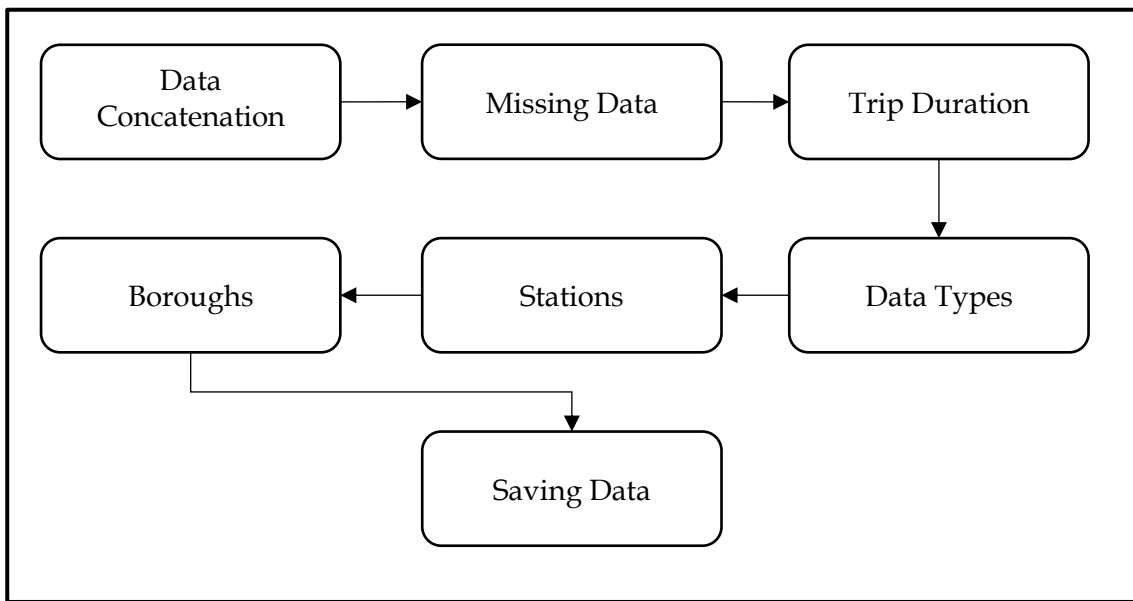 Data
Concatenation
Missing Data
Trip Duration
Boroughs
Stations
Data Types
Saving Data